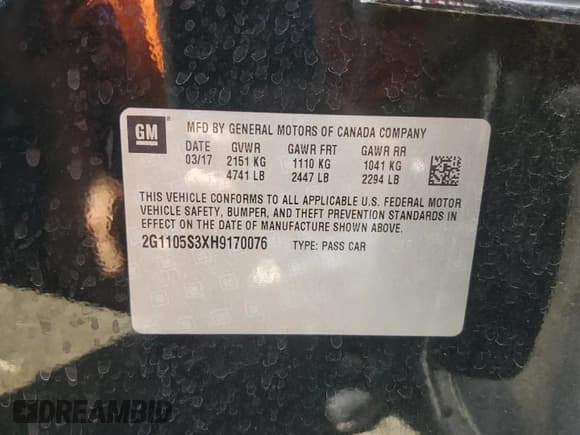 GM ®
MFD BY GENERAL MOTORS OF CANADA COMPANY
DATE GVWR GAWR FRT GAWR RR
03/17 2151 KG 1110 KG 1041 KG
4741 LB 2447 LB 2294 LB
THIS VEHICLE CONFORMS TO ALL APPLICABLE U.S. FEDERAL MOTOR
VEHICLE SAFETY, BUMPER, AND THEFT PREVENTION STANDARDS IN
EFFECT ON THE DATE OF MANUFACTURE SHOWN ABOVE.
2G1105S3XH9170076 TYPE: PASS CAR
DREAMBID